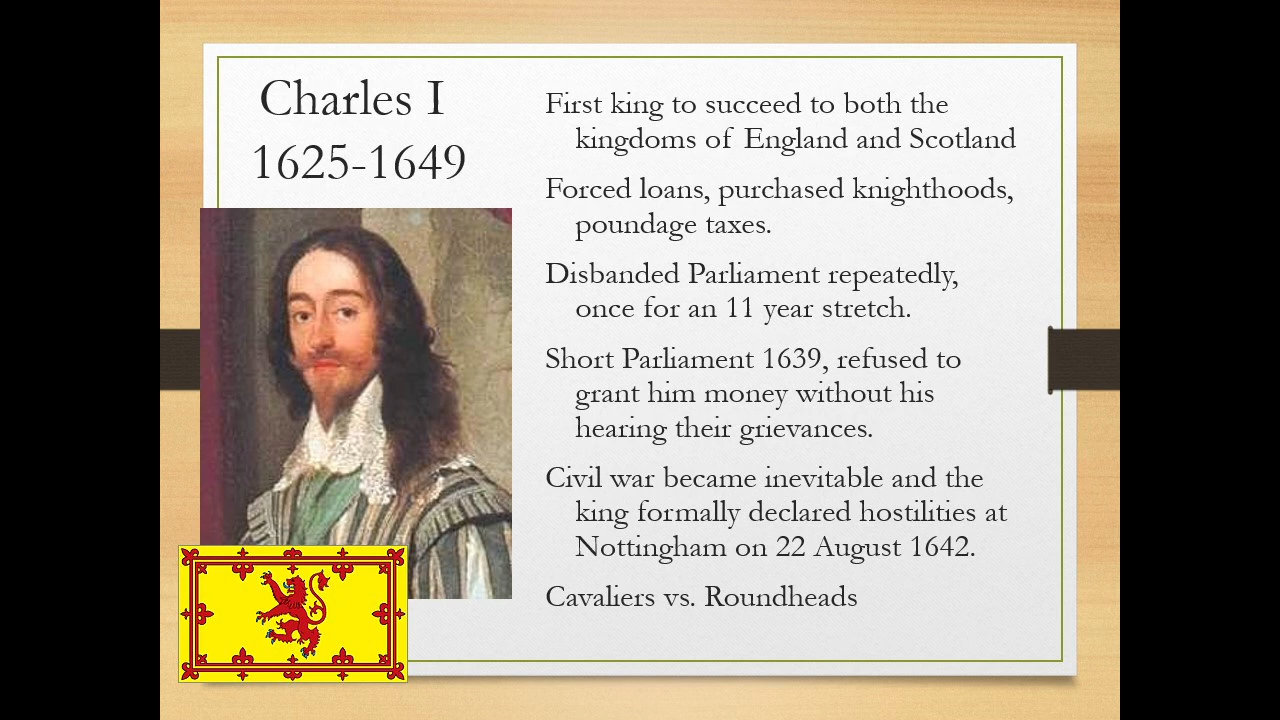 Charles I
1625-1649
First king to succeed to both the
kingdoms of England and Scotland
Forced loans, purchased knighthoods,
poundage taxes.
Disbanded Parliament repeatedly,
once for an 11 year stretch.
Short Parliament 1639, refused to
grant him money without his
hearing their grievances.
Civil war became inevitable and the
king formally declared hostilities at
Nottingham on 22 August 1642.
Cavaliers vs. Roundheads